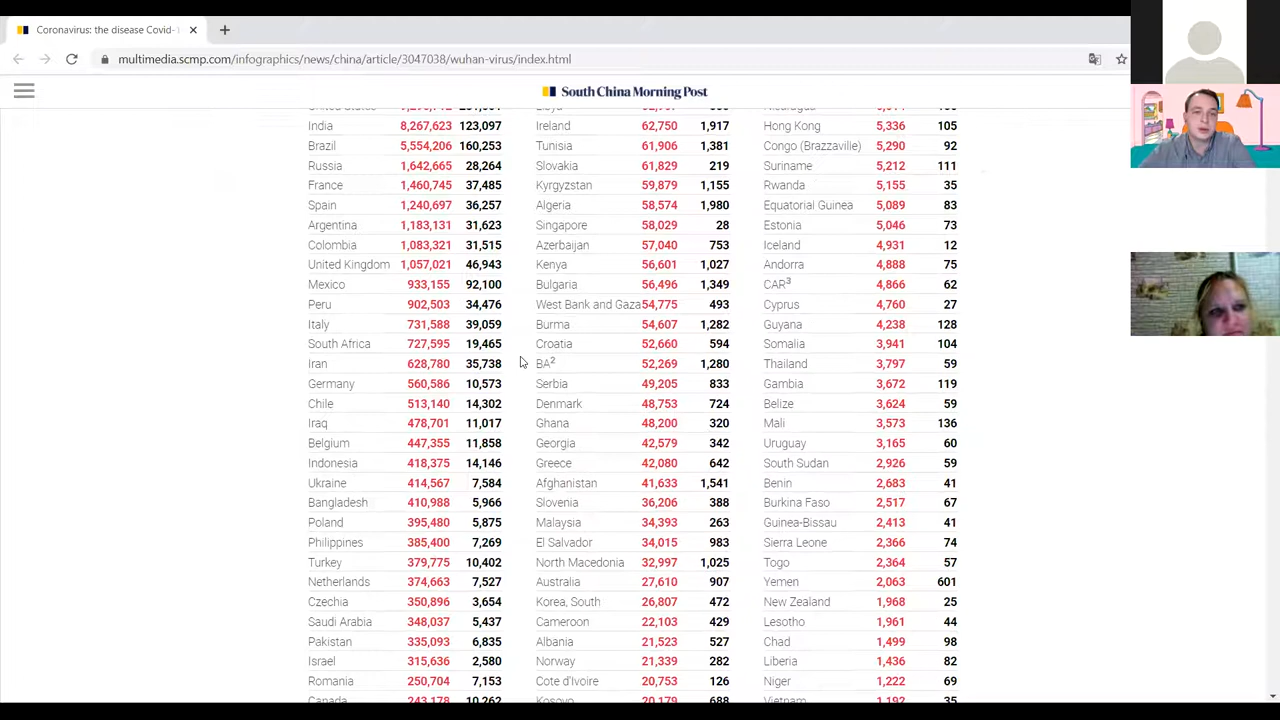 Coronavirus: the disease Covid-
multimedia.scmp.com/infographics/news/china/article/3047038/wuhan-virus/index.html
South China Morning Post
India 8,267,623 123,097 Ireland 62,750 1,917 Hong Kong 5,336 105
Brazil 5,554,206 160,253 Tunisia 61,906 1,381 Congo (Brazzaville) 5,290 92
Russia 1,642,665 28,264 Slovakia 61,829 219 Suriname 5,212 111
France 1,460,745 37,485 Kyrgyzstan 59,879 1,155 Rwanda 5,155 35
Spain 1,240,697 36,257 Algeria 58,574 1,980 Equatorial Guinea 5,089 83
Argentina 1,183,131 31,623 Singapore 58,029 28 Estonia 5,046 73
Colombia 1,083,321 31,515 Azerbaijan 57,040 753 Iceland 4,931 12
United Kingdom 1,057,021 46,943 Kenya 56,601 1,027 Andorra 4,888 75
Mexico 933,155 92,100 Bulgaria 56,496 1,349 CAR³ 4,866 62
Peru 902,503 34,476 West Bank and Gaza 54,775 493 Cyprus 4,760 27
Italy 731,588 39,059 Burma 54,607 1,282 Guyana 4,238 128
South Africa 727,595 19,465 Croatia 52,660 594 Somalia 3,941 104
Iran 628,780 35,738 BA² 52,269 1,280 Thailand 3,797 59
Germany 560,586 10,573 Serbia 49,205 833 Gambia 3,672 119
Chile 513,140 14,302 Denmark 48,753 724 Belize 3,624 59
Iraq 478,701 11,017 Ghana 48,200 320 Mali 3,573 136
Belgium 447,355 11,858 Georgia 42,579 342 Uruguay 3,165 60
Indonesia 418,375 14,146 Greece 42,080 642 South Sudan 2,926 59
Ukraine 414,567 7,584 Afghanistan 41,633 1,541 Benin 2,683 41
Bangladesh 410,988 5,966 Slovenia 36,206 388 Burkina Faso 2,517 67
Poland 395,480 5,875 Malaysia 34,393 263 Guinea-Bissau 2,413 41
Philippines 385,400 7,269 El Salvador 34,015 983 Sierra Leone 2,366 74
Turkey 379,775 10,402 North Macedonia 32,997 1,025 Togo 2,364 57
Netherlands 374,663 7,527 Australia 27,610 907 Yemen 2,063 601
Czechia 350,896 3,654 Korea, South 26,807 472 New Zealand 1,968 25
Saudi Arabia 348,037 5,437 Cameroon 22,103 429 Lesotho 1,961 44
Pakistan 335,093 6,835 Albania 21,523 527 Chad 1,499 98
Israel 315,636 2,580 Norway 21,339 282 Liberia 1,436 82
Romania 250,704 7,153 Cote d'Ivoire 20,753 126 Niger 1,222 69
Canada 243,178 10,262 Kosovo 20,179 688 Vietnam 1,192 35